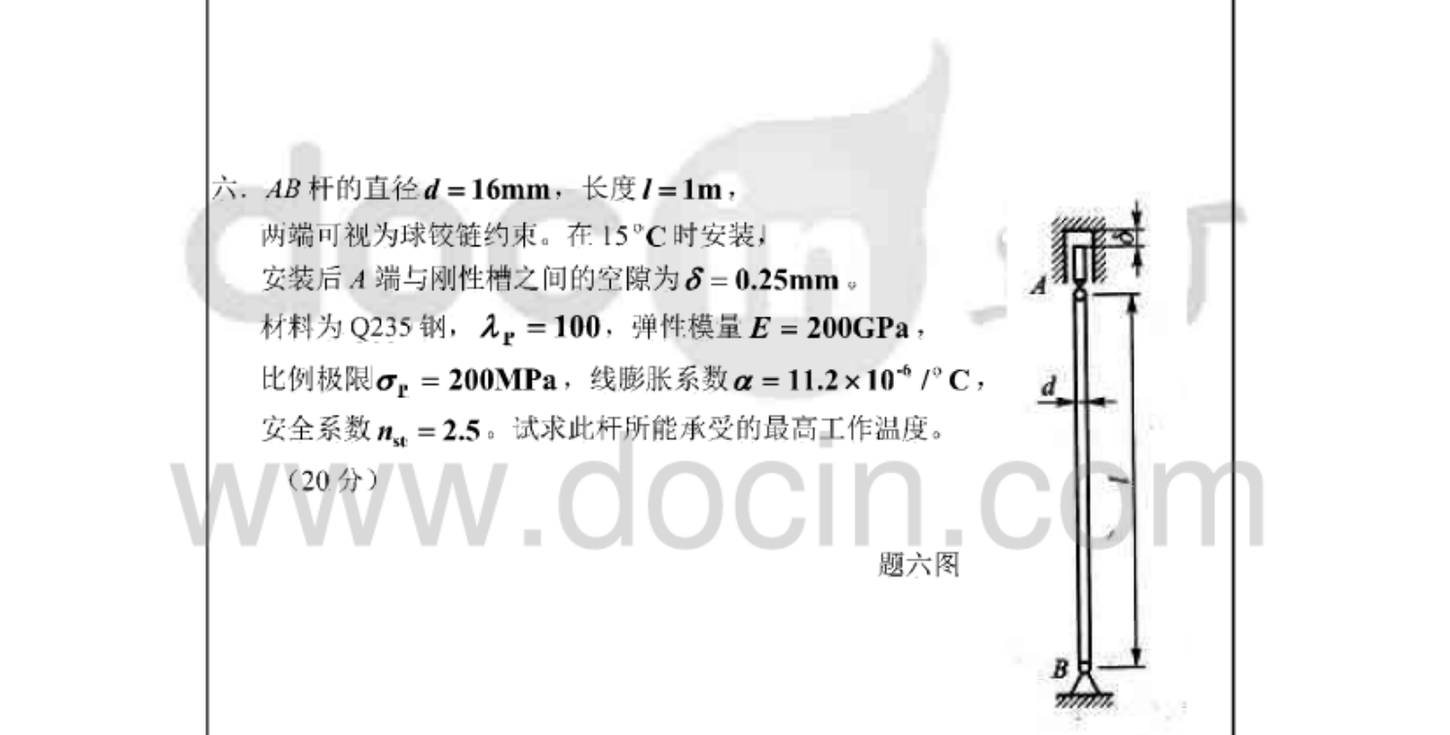 六. AB 杆的直径 d = 16mm，长度 l = 1m，
两端可视为球铰链约束。在 15°C 时安装，
安装后 A 端与刚性槽之间的空隙为 δ = 0.25mm。
材料为 Q235 钢，λ_P = 100，弹性模量 E = 200GPa，
比例极限 σ_P = 200MPa，线膨胀系数 α = 11.2×10⁻⁶ /°C，
安全系数 n_st = 2.5。试求此杆所能承受的最高工作温度。
（20 分）
题六图
δ
A
d
l
B
docin
www.docin.com